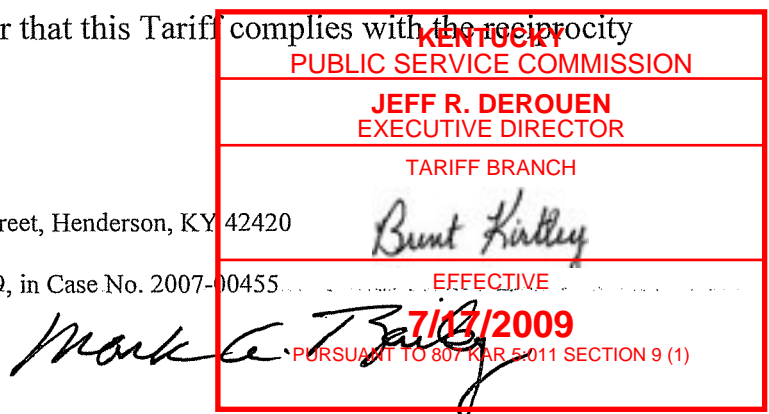 r that this Tariff complies with the reciprocity
KENTUCKY
PUBLIC SERVICE COMMISSION
JEFF R. DEROUEN
EXECUTIVE DIRECTOR
TARIFF BRANCH
reet, Henderson, KY 42420
Bunt Kirtley
, in Case No. 2007-00455
EFFECTIVE
Mark A. Bailey
7/17/2009
PURSUANT TO 807 KAR 5:011 SECTION 9 (1)